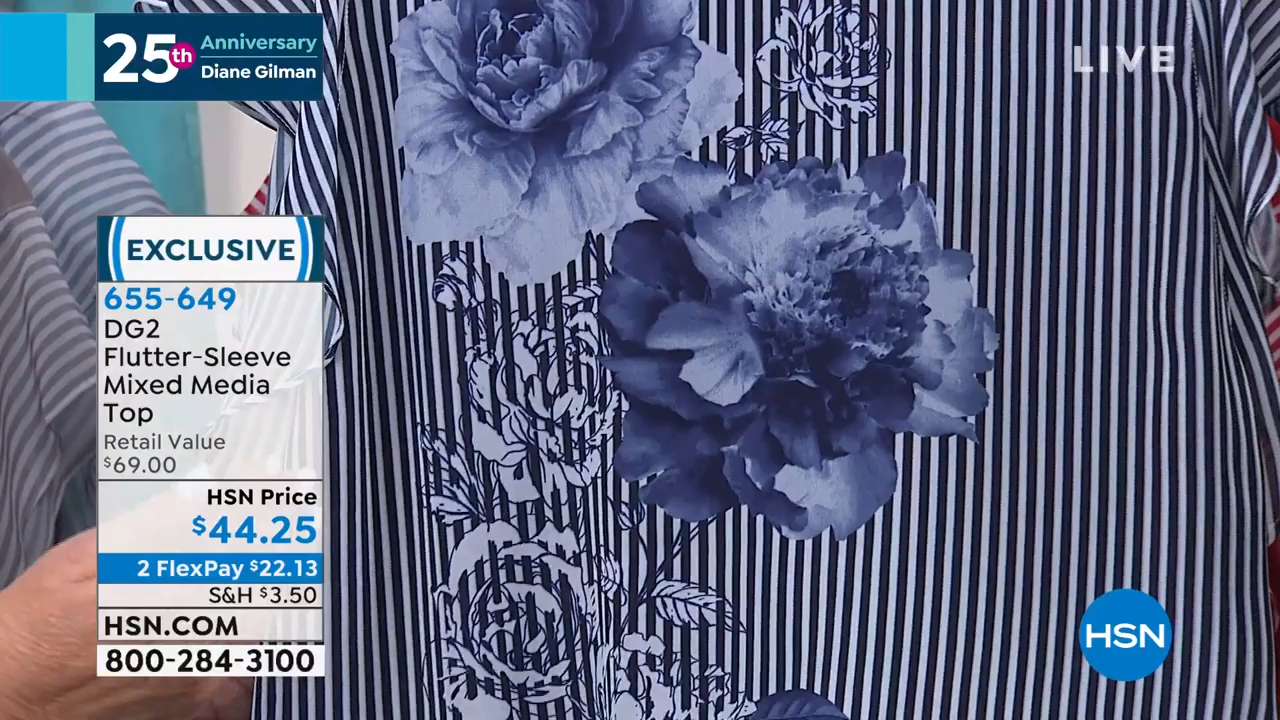 25th Anniversary
Diane Gilman
LIVE
EXCLUSIVE
655-649
DG2
Flutter-Sleeve
Mixed Media
Top
Retail Value
$69.00
HSN Price
$44.25
2 FlexPay $22.13
S&H $3.50
HSN.COM
800-284-3100
HSN